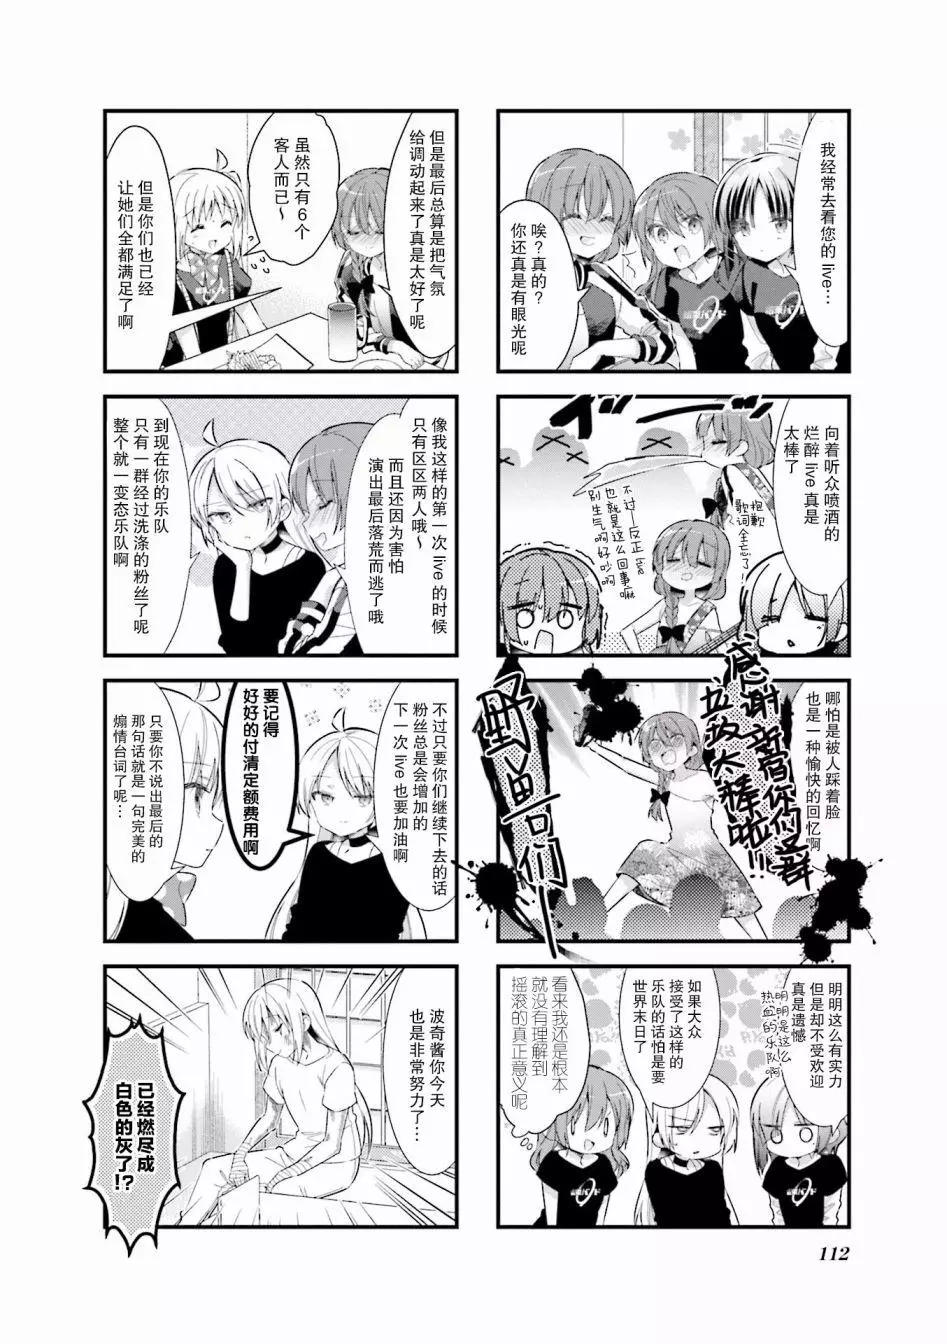 我经常去看您的 live…
唉？真的？
你还真是有眼光呢
向着听众喷酒的
烂醉 live 真是
太棒了
抱歉
歌词全忘了！
不过—反正
也就是这么回事嘛
别生气啊好吵啊
哪怕是被人踩着脸
也是一种愉快的回忆啊
感谢
你们这群
垃圾太棒啦!!
野兽只们
明明这么有实力
但是却不受欢迎
真是遗憾
明明是这么
热血的乐队啊
如果大众
接受了这样的
乐队的话怕是要
世界末日了
看来我还是根本
就没有理解到
摇滚的真正意义呢
但是最后总算是把气氛
给调动起来了真是太好了呢
虽然只有 6 个
客人而已～
但是你们也已经
让她们全都满足了啊
像我这样的第一次 live 的时候
只有区区两人哦～
而且还因为害怕
演出最后落荒而逃了哦
到现在你的乐队
只有一群经过洗涤的粉丝了呢
整个就一变态乐队啊
不过只要你们继续下去的话
粉丝总是会增加的
下一次 live 也要加油啊
要记得
好好的付清定额费用啊
只要你不说出最后的
那句话就是一句完美的
煽情台词了呢…
波奇酱你今天
也是非常努力了…
已经燃尽成
白色的灰了!?
112